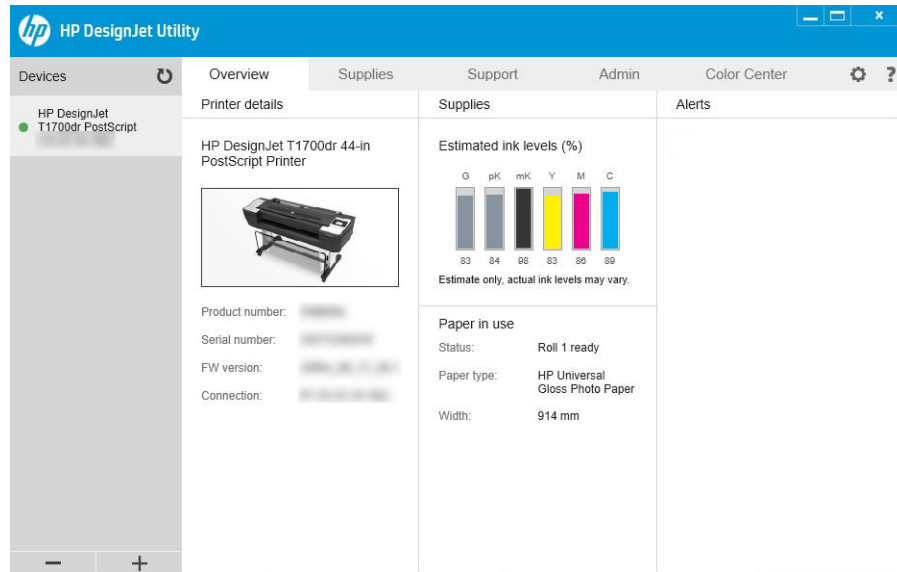 hp HP DesignJet Utility
Devices
HP DesignJet
T1700dr PostScript
Overview Supplies Support Admin Color Center ?
Printer details
HP DesignJet T1700dr 44-in
PostScript Printer
Product number:
Serial number:
FW version:
Connection:
Supplies
Estimated ink levels (%)
G pK mK Y M C
83 84 98 83 86 89
Estimate only, actual ink levels may vary.
Paper in use
Status: Roll 1 ready
Paper type: HP Universal
Gloss Photo Paper
Width: 914 mm
Alerts